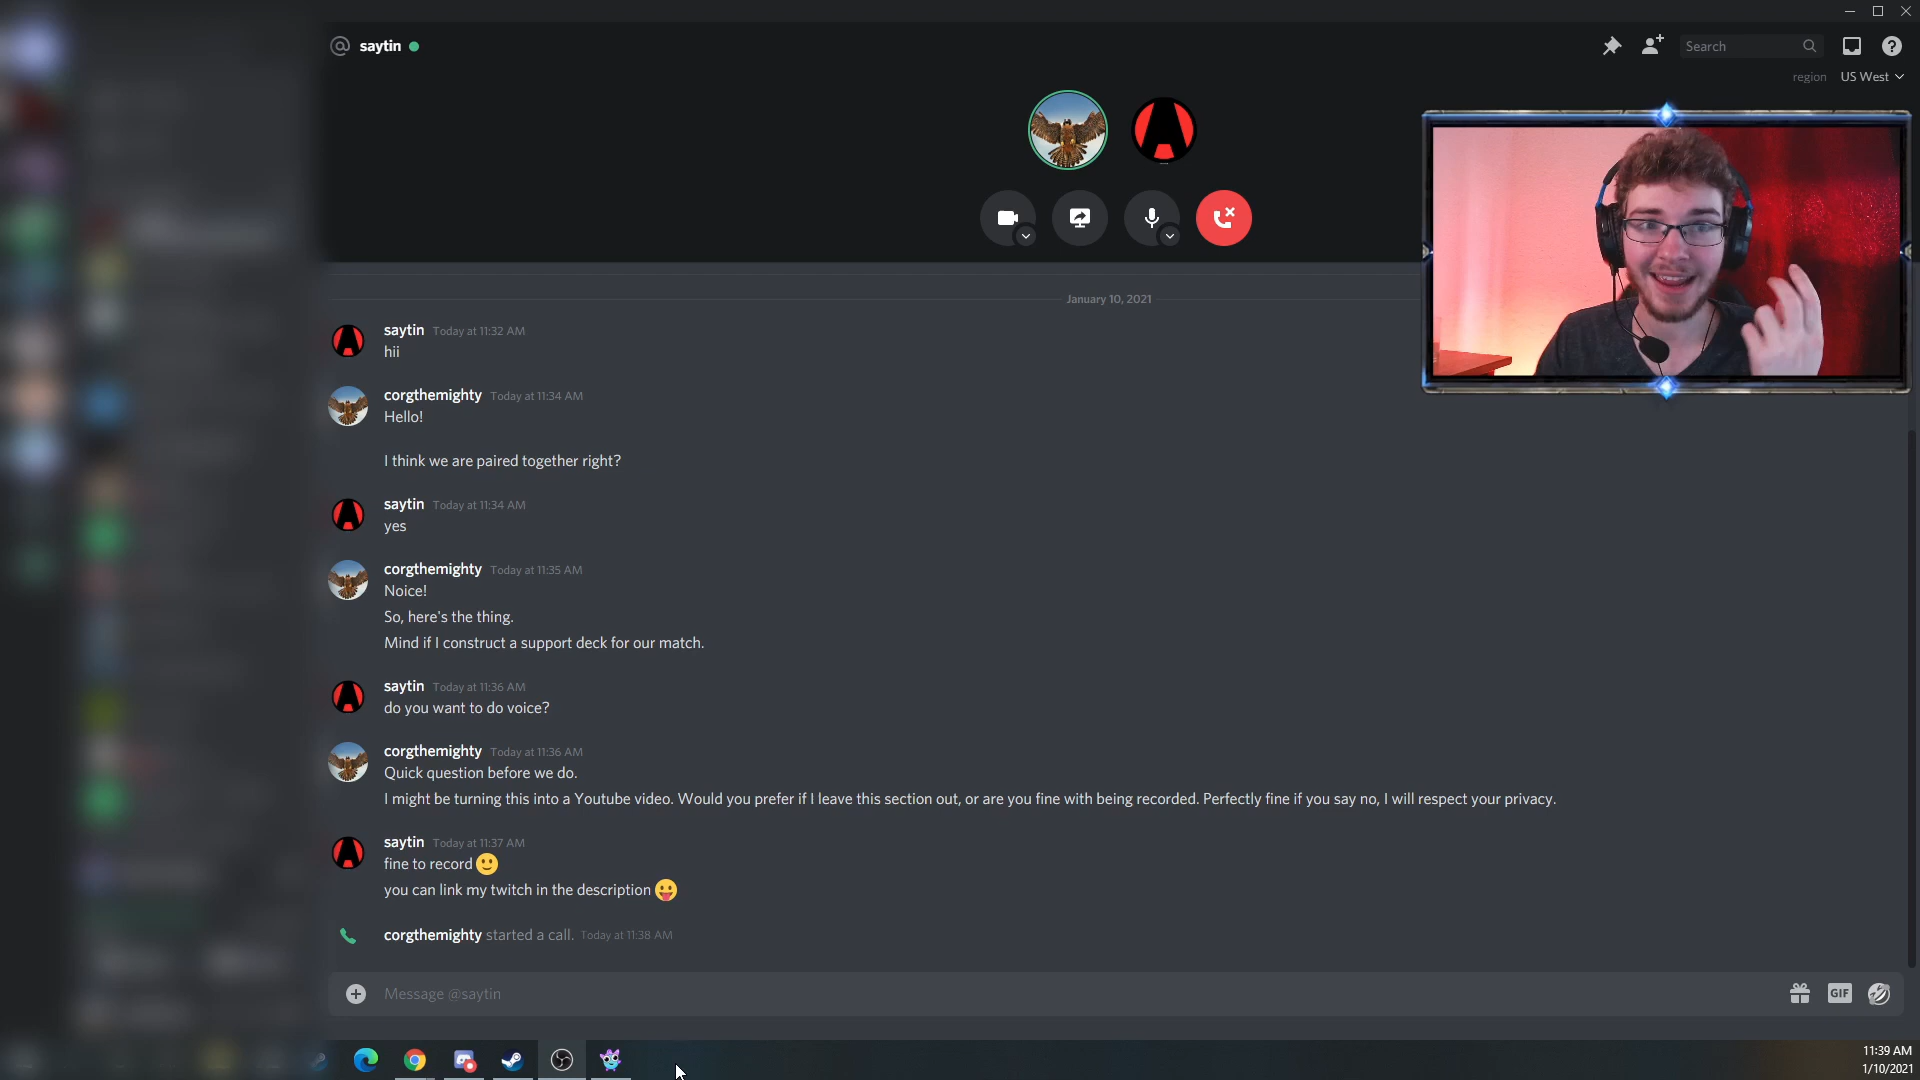 saytin
Search
region US West
January 10, 2021
saytin Today at 11:32 AM
hii
corgthemighty Today at 11:34 AM
Hello!
I think we are paired together right?
saytin Today at 11:34 AM
yes
corgthemighty Today at 11:35 AM
Noice!
So, here's the thing.
Mind if I construct a support deck for our match.
saytin Today at 11:36 AM
do you want to do voice?
corgthemighty Today at 11:36 AM
Quick question before we do.
I might be turning this into a Youtube video. Would you prefer if I leave this section out, or are you fine with being recorded. Perfectly fine if you say no, I will respect your privacy.
saytin Today at 11:37 AM
fine to record 🙂
you can link my twitch in the description 😛
corgthemighty started a call. Today at 11:38 AM
Message @saytin
GIF
11:39 AM
1/10/2021